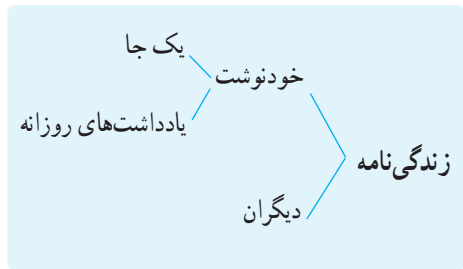 یک جا
خودنوشت
یادداشت‌های روزانه
زندگی‌نامه
دیگران